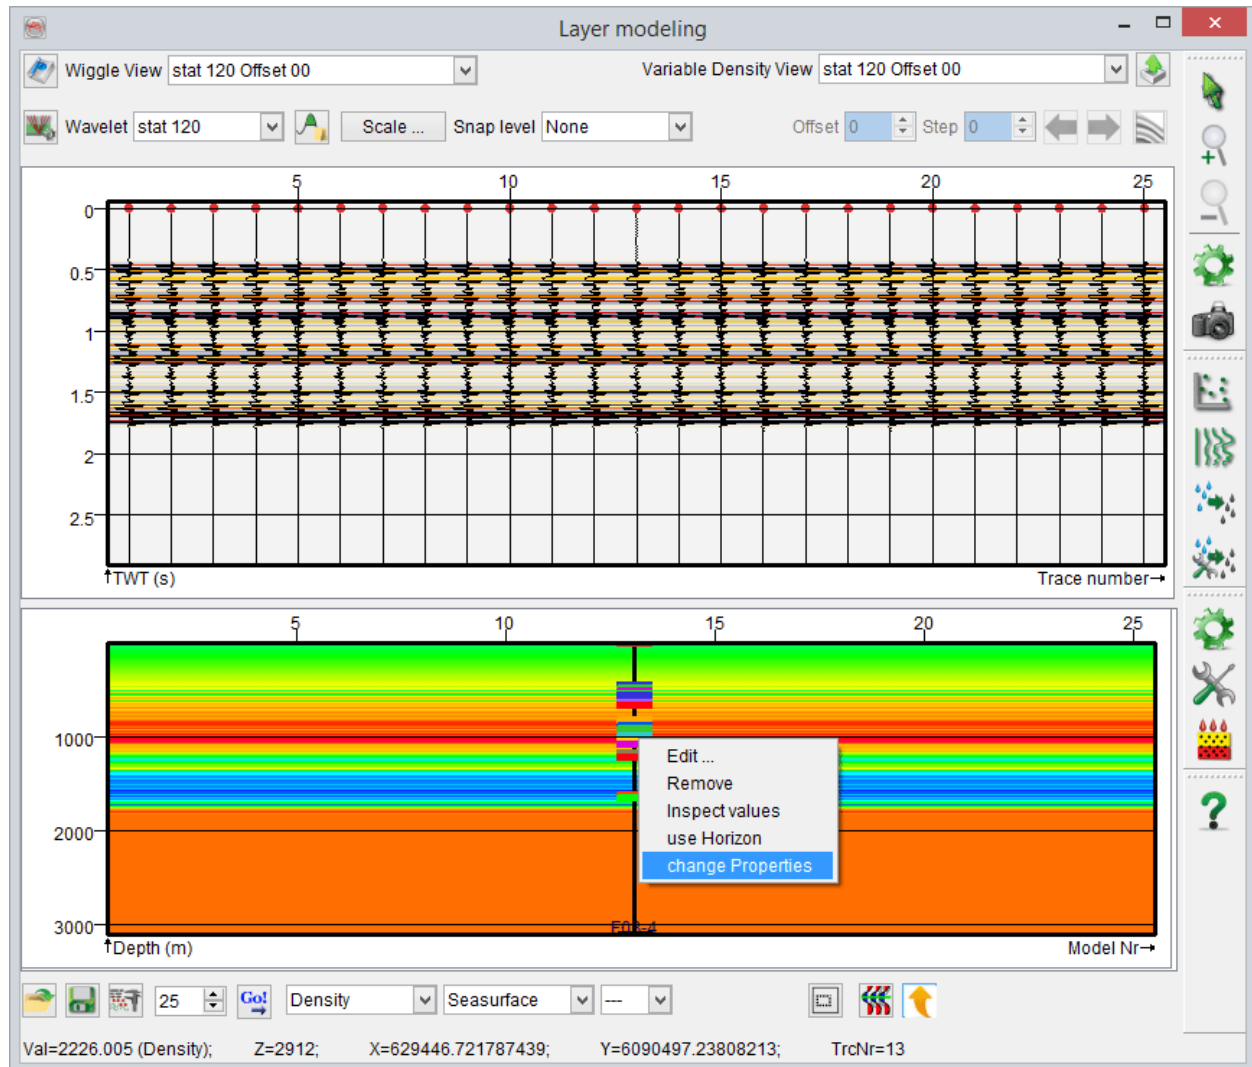 Layer modeling
Wiggle View stat 120 Offset 00 Variable Density View stat 120 Offset 00
Wavelet stat 120 Scale ... Snap level None Offset 0 Step 0
5 10 15 20 25
0
0.5
1
1.5
2
2.5
TWT (s) Trace number
5 10 15 20 25
1000
2000
3000
Edit ...
Remove
Inspect values
use Horizon
change Properties
F03-4
Depth (m) Model Nr
25 Go! Density Seasurface ---
Val=2226.005 (Density); Z=2912; X=629446.721787439; Y=6090497.23808213; TrcNr=13